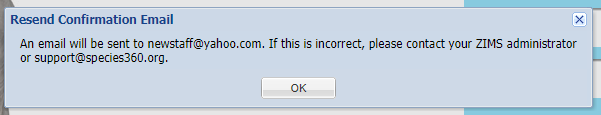 Resend Confirmation Email
An email will be sent to newstaff@yahoo.com. If this is incorrect, please contact your ZIMS administrator
or support@species360.org.
OK